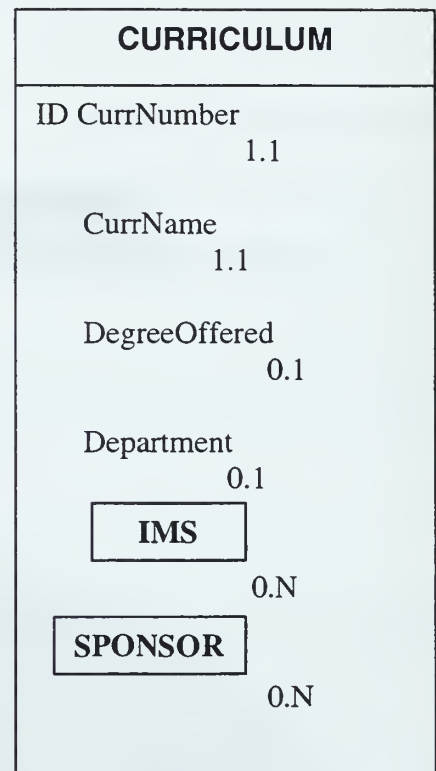 CURRICULUM
ID CurrNumber
1.1
CurrName
1.1
DegreeOffered
0.1
Department
0.1
IMS
0.N
SPONSOR
0.N